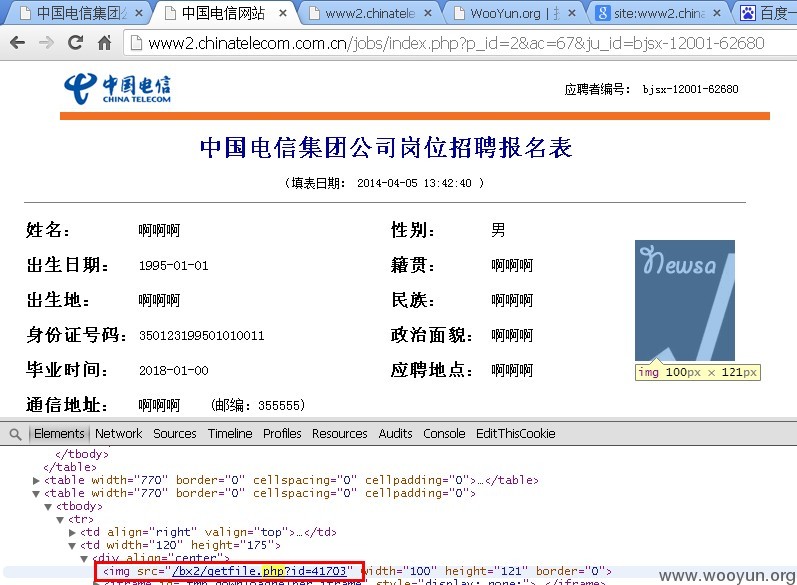 中国电信集团公 × 中国电信网站 × www2.chinatele × WooYun.org | × site:www2.china × 百度一
www2.chinatelecom.com.cn/jobs/index.php?p_id=2&ac=67&ju_id=bjsx-12001-62680
中国电信
CHINA TELECOM
应聘者编号: bjsx-12001-62680
中国电信集团公司岗位招聘报名表
(填表日期: 2014-04-05 13:42:40 )
姓名: 啊啊啊 性别: 男
Newsa
出生日期: 1995-01-01 籍贯: 啊啊啊
出生地: 啊啊啊 民族: 啊啊啊
身份证号码: 350123199501010011 政治面貌: 啊啊啊
毕业时间: 2018-01-00 应聘地点: 啊啊啊
img 100px × 121px
通信地址: 啊啊啊 (邮编: 355555)
Elements Network Sources Timeline Profiles Resources Audits Console EditThisCookie
</tbody>
</table>
▶<table width="770" border="0" cellspacing="0" cellpadding="0">…</table>
▼<table width="770" border="0" cellspacing="0" cellpadding="0">
▼<tbody>
▼<tr>
▶<td align="right" valign="top">…</td>
▼<td width="120" height="175">
▼<div align="center">
<img src="/bx2/getfile.php?id=41703" width="100" height="121" border="0">
www.wooyun.org